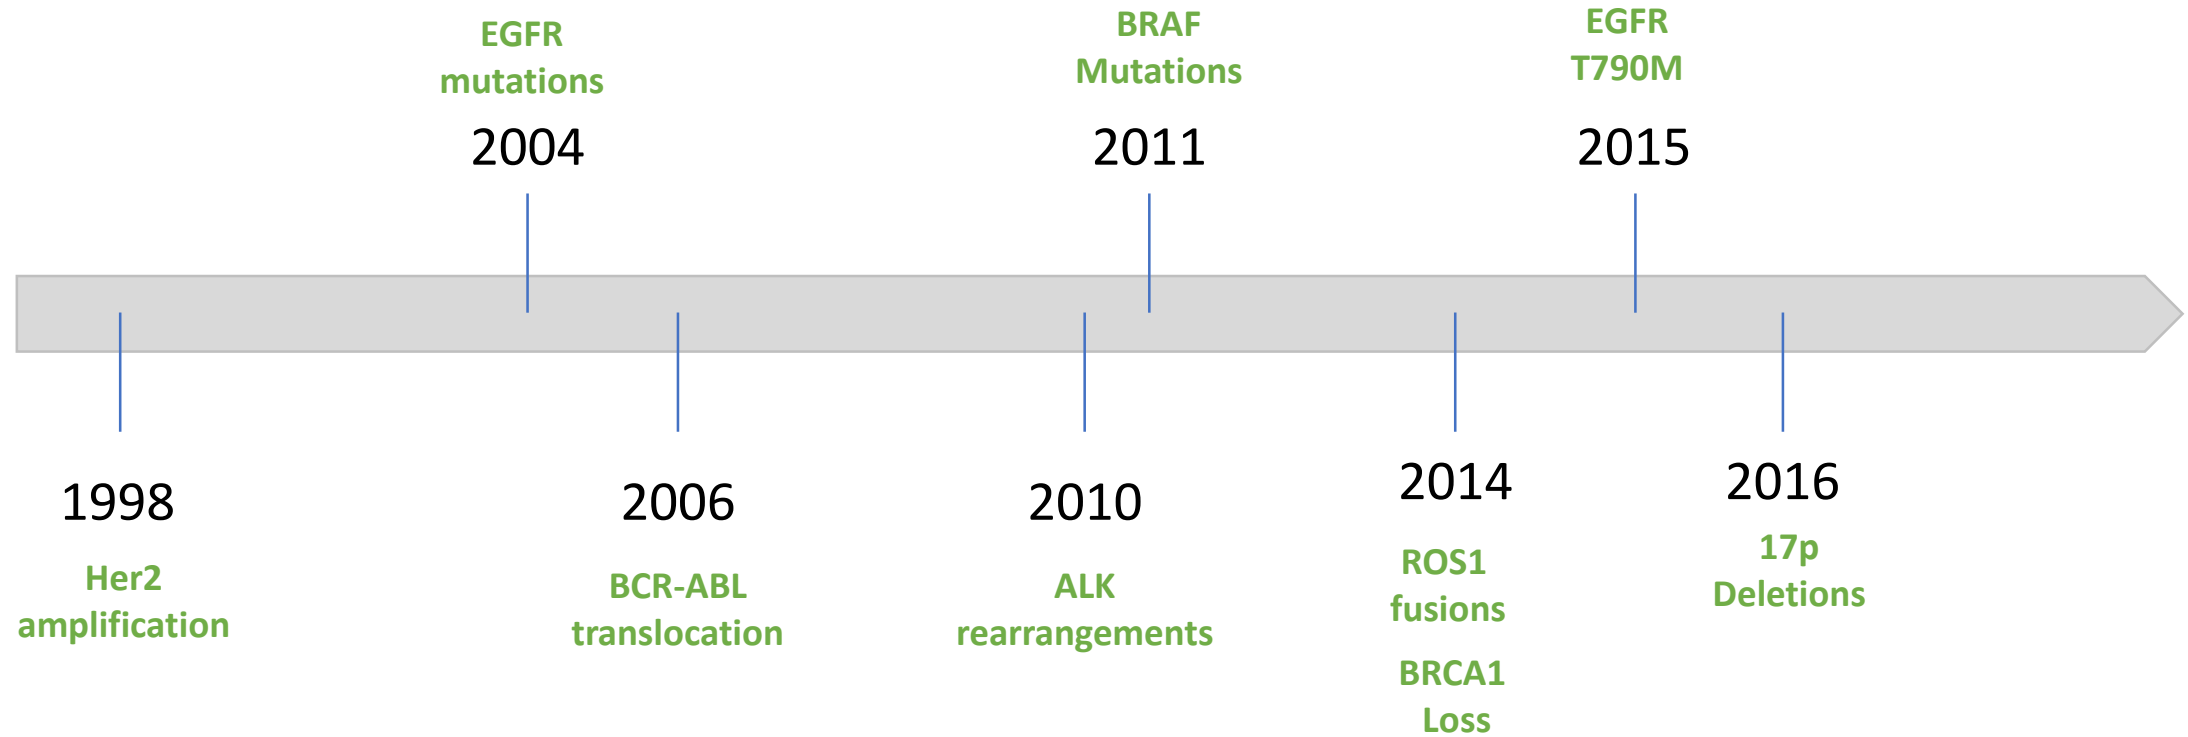 EGFR
mutations
2004
BRAF
Mutations
2011
EGFR
T790M
2015
1998
Her2
amplification
2006
BCR-ABL
translocation
2010
ALK
rearrangements
2014
ROS1
fusions
BRCA1
Loss
2016
17p
Deletions